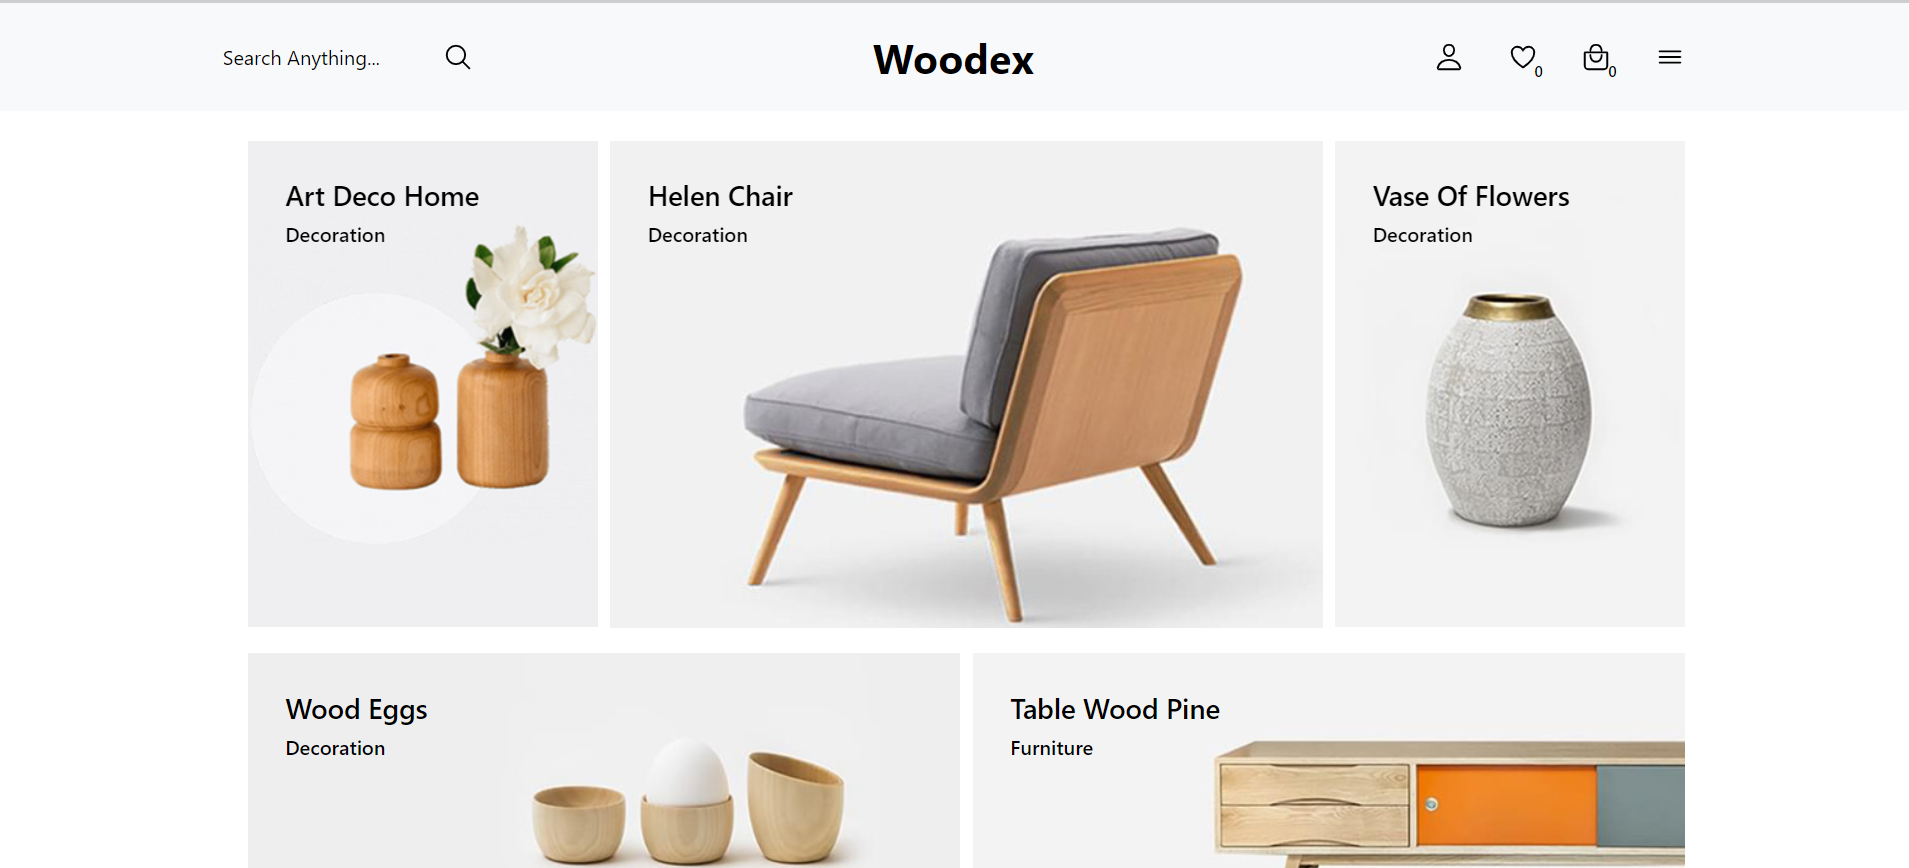 Search Anything...
Woodex
0
0
Art Deco Home
Decoration
Helen Chair
Decoration
Vase Of Flowers
Decoration
Wood Eggs
Decoration
Table Wood Pine
Furniture